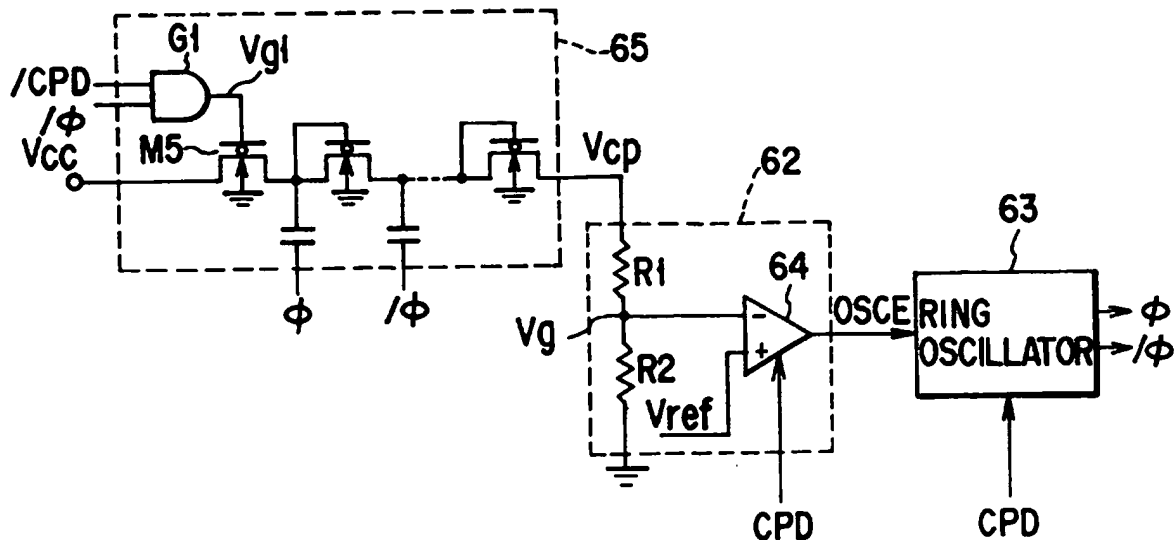 G1
Vg1
65
/CPD
/Φ
Vcc
M5
Vcp
Φ
/Φ
62
R1
64
63
Vg
OSCE
RING
OSCILLATOR
Φ
/Φ
R2
Vref
CPD
CPD